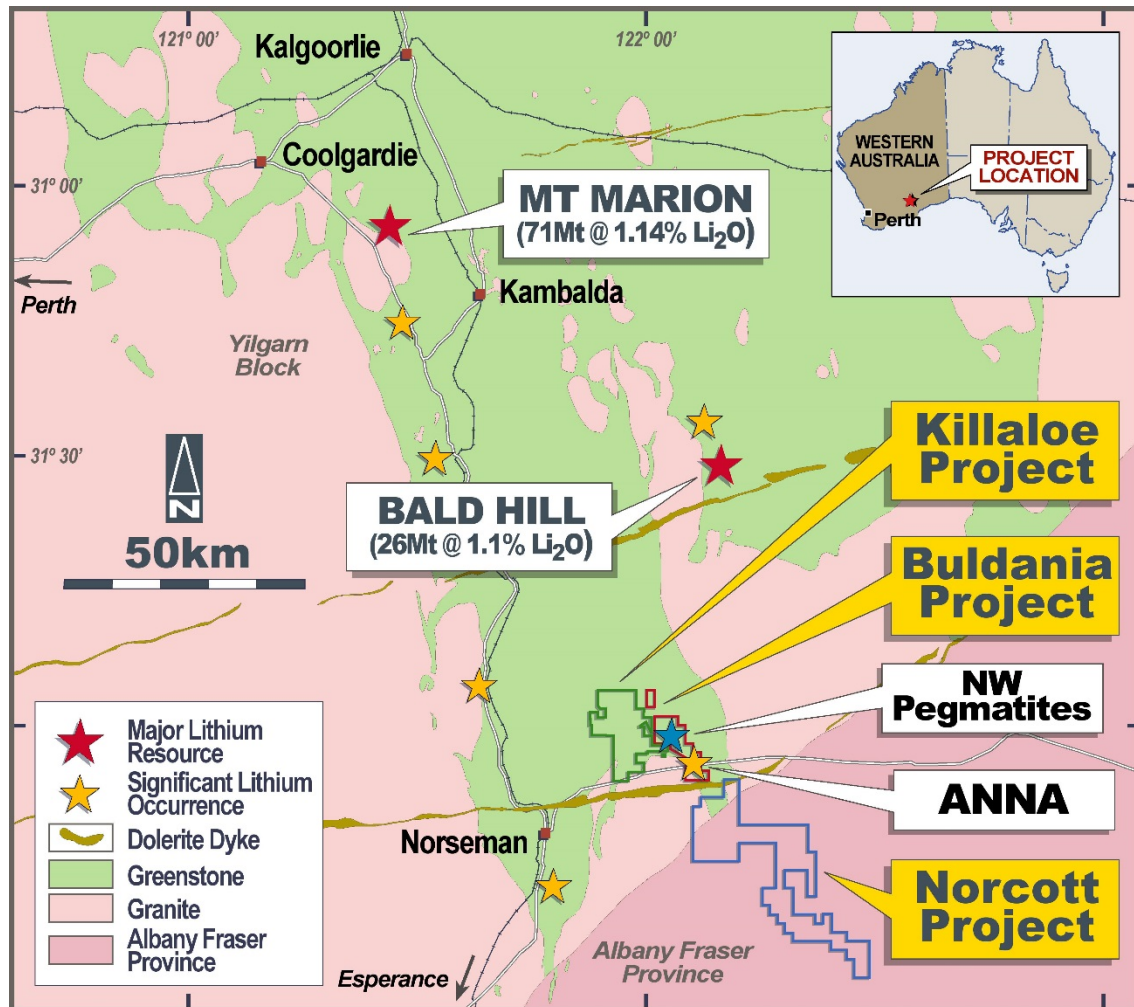 121° 00'
122° 00'
Kalgoorlie
Coolgardie
31° 00'
MT MARION
(71Mt @ 1.14% Li₂O)
Perth
Kambalda
Yilgarn
Block
WESTERN
AUSTRALIA
PROJECT
LOCATION
Perth
31° 30'
N
50km
BALD HILL
(26Mt @ 1.1% Li₂O)
Killaloe
Project
Buldania
Project
NW
Pegmatites
ANNA
Norcott
Project
Norseman
Esperance
Albany Fraser
Province
Major Lithium
Resource
Significant Lithium
Occurrence
Dolerite Dyke
Greenstone
Granite
Albany Fraser
Province